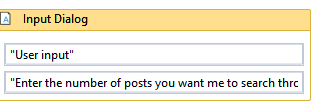 Input Dialog
"User input"
"Enter the number of posts you want me to search